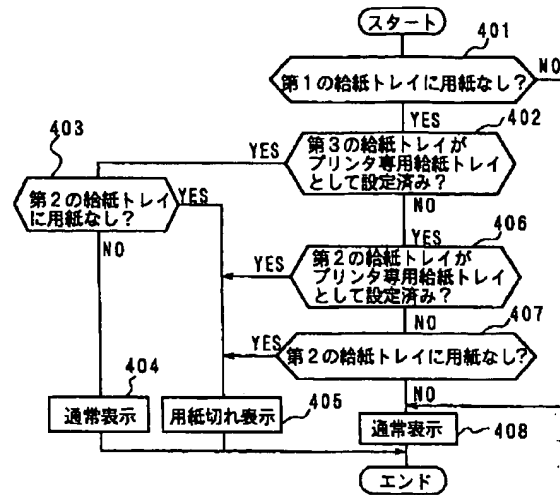 スタート
401
第1の給紙トレイに用紙なし?
NO
YES
402
403
YES
第3の給紙トレイが
プリンタ専用給紙トレイ
として設定済み?
第2の給紙トレイ
に用紙なし?
YES
NO
NO
YES
406
YES
第2の給紙トレイが
プリンタ専用給紙トレイ
として設定済み?
NO
407
YES
第2の給紙トレイに用紙なし?
404
NO
通常表示
用紙切れ表示
405
通常表示
408
エンド